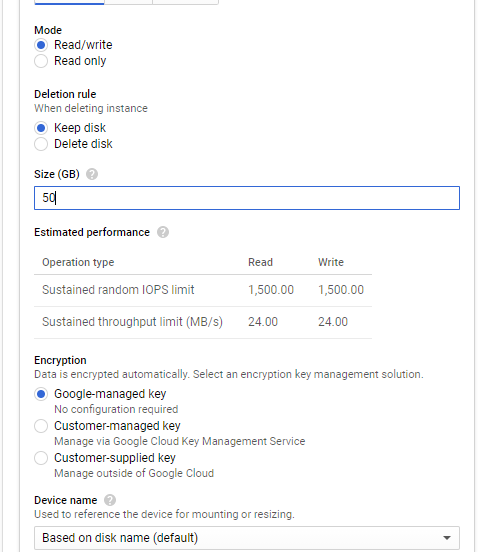 Mode
Read/write
Read only
Deletion rule
When deleting instance
Keep disk
Delete disk
Size (GB) ?
50
Estimated performance ?
Operation type Read Write
Sustained random IOPS limit 1,500.00 1,500.00
Sustained throughput limit (MB/s) 24.00 24.00
Encryption
Data is encrypted automatically. Select an encryption key management solution.
Google-managed key
No configuration required
Customer-managed key
Manage via Google Cloud Key Management Service
Customer-supplied key
Manage outside of Google Cloud
Device name ?
Used to reference the device for mounting or resizing.
Based on disk name (default)